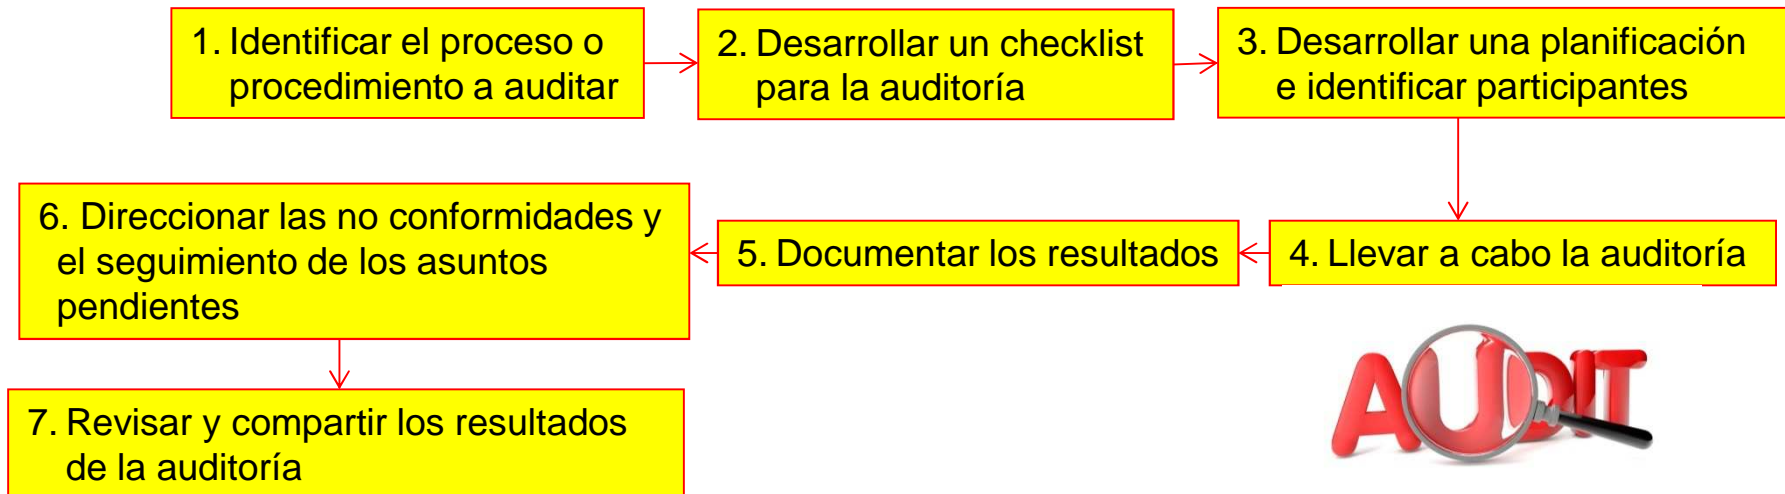 1. Identificar el proceso o
procedimiento a auditar
2. Desarrollar un checklist
para la auditoría
3. Desarrollar una planificación
e identificar participantes
4. Llevar a cabo la auditoría
5. Documentar los resultados
6. Direccionar las no conformidades y
el seguimiento de los asuntos
pendientes
7. Revisar y compartir los resultados
de la auditoría
AUDIT